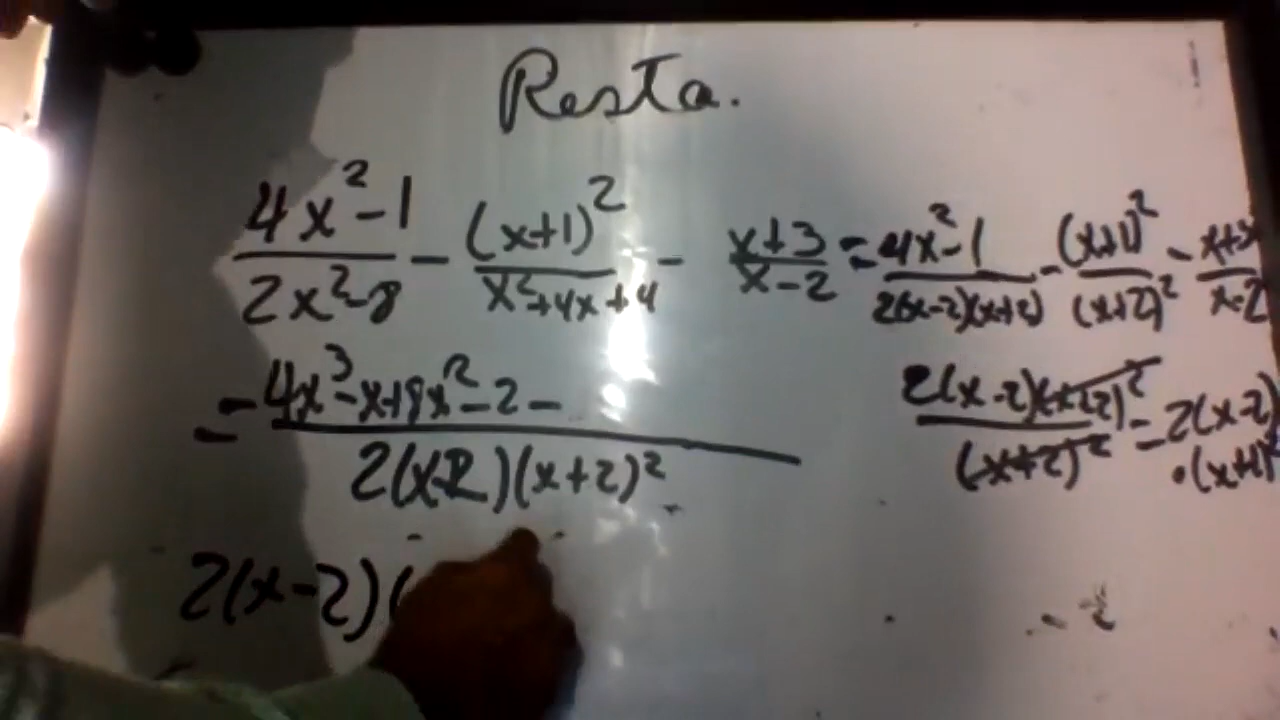 Resta.
4x²-1/2x²-8 - (x+1)²/x²+4x+4 - x+3/x-2 = 4x²-1/2(x-2)(x+2) - (x+1)²/(x+2)² - x+3/x-2
= 4x³-x+8x²-2-/2(x-2)(x+2)²
2(x-2)(x+2)²/(x+2)² = 2(x-2)
·(x+1)²
2(x-2)(